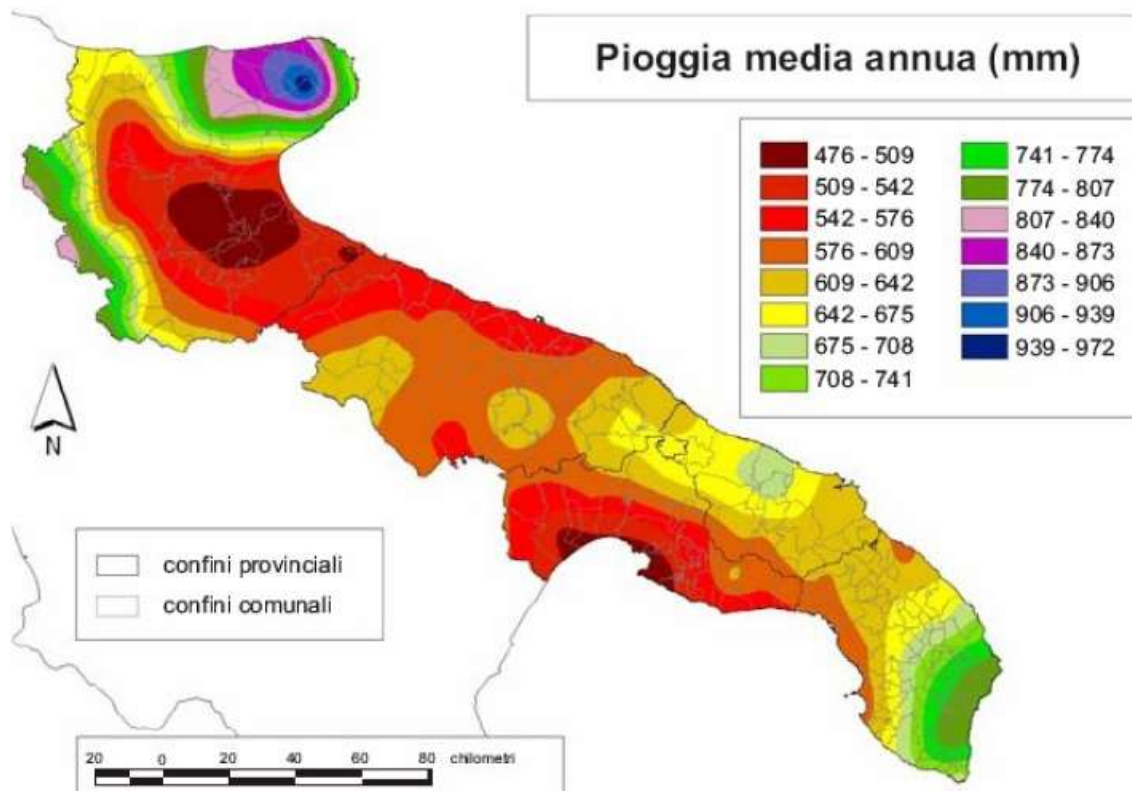 Pioggia media annua (mm)
476 - 509
509 - 542
542 - 576
576 - 609
609 - 642
642 - 675
675 - 708
708 - 741
741 - 774
774 - 807
807 - 840
840 - 873
873 - 906
906 - 939
939 - 972
N
confini provinciali
confini comunali
20 0 20 40 60 80 chilometri